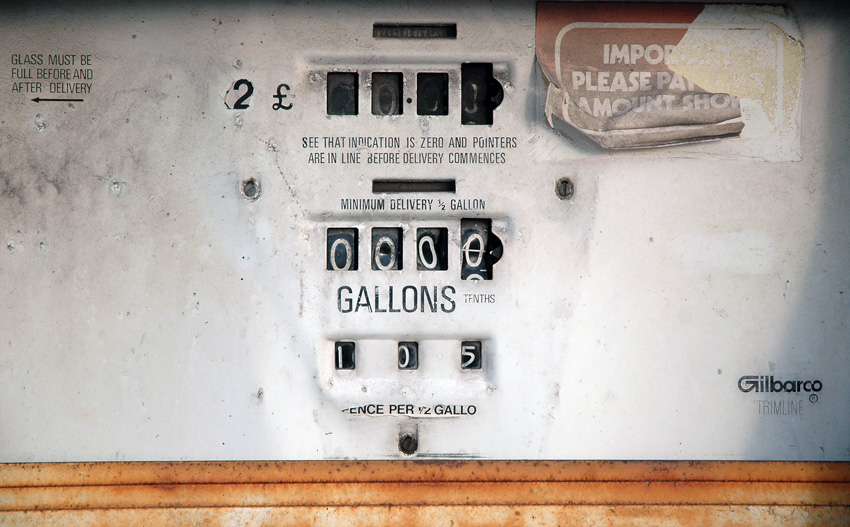 GLASS MUST BE
FULL BEFORE AND
AFTER DELIVERY
2 £
SEE THAT INDICATION IS ZERO AND POINTERS
ARE IN LINE BEFORE DELIVERY COMMENCES
IMPOR
PLEASE PA
AMOUNT SHO
MINIMUM DELIVERY ½ GALLON
0 0 0 0
GALLONS TENTHS
1 0 5
ENCE PER ½ GALLO
Gilbarco ®
TRIMLINE